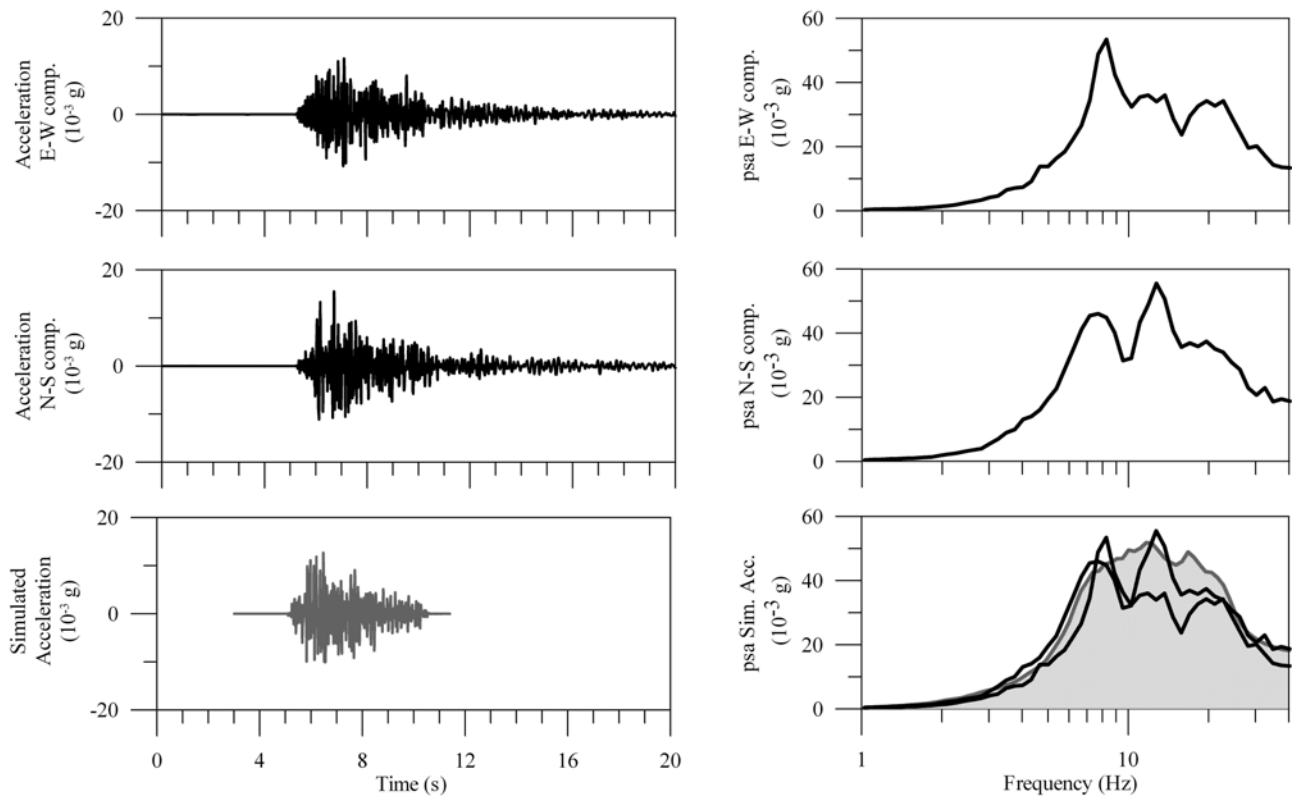 20
0
-20
Acceleration
E-W comp.
(10⁻³ g)
60
40
20
0
psa E-W comp.
(10⁻³ g)
20
0
-20
Acceleration
N-S comp.
(10⁻³ g)
60
40
20
0
psa N-S comp.
(10⁻³ g)
20
0
-20
Simulated
Acceleration
(10⁻³ g)
0 4 8 12 16 20
Time (s)
60
40
20
0
psa Sim. Acc.
(10⁻³ g)
1 10
Frequency (Hz)